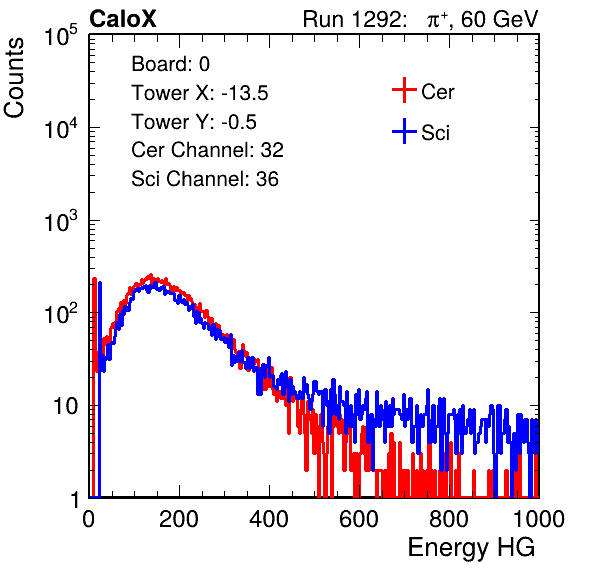 CaloX Run 1292: π⁺, 60 GeV
Board: 0
Tower X: -13.5
Tower Y: -0.5
Cer Channel: 32
Sci Channel: 36
Cer
Sci
Counts
10⁵
10⁴
10³
10²
10
1
0 200 400 600 800 1000
Energy HG